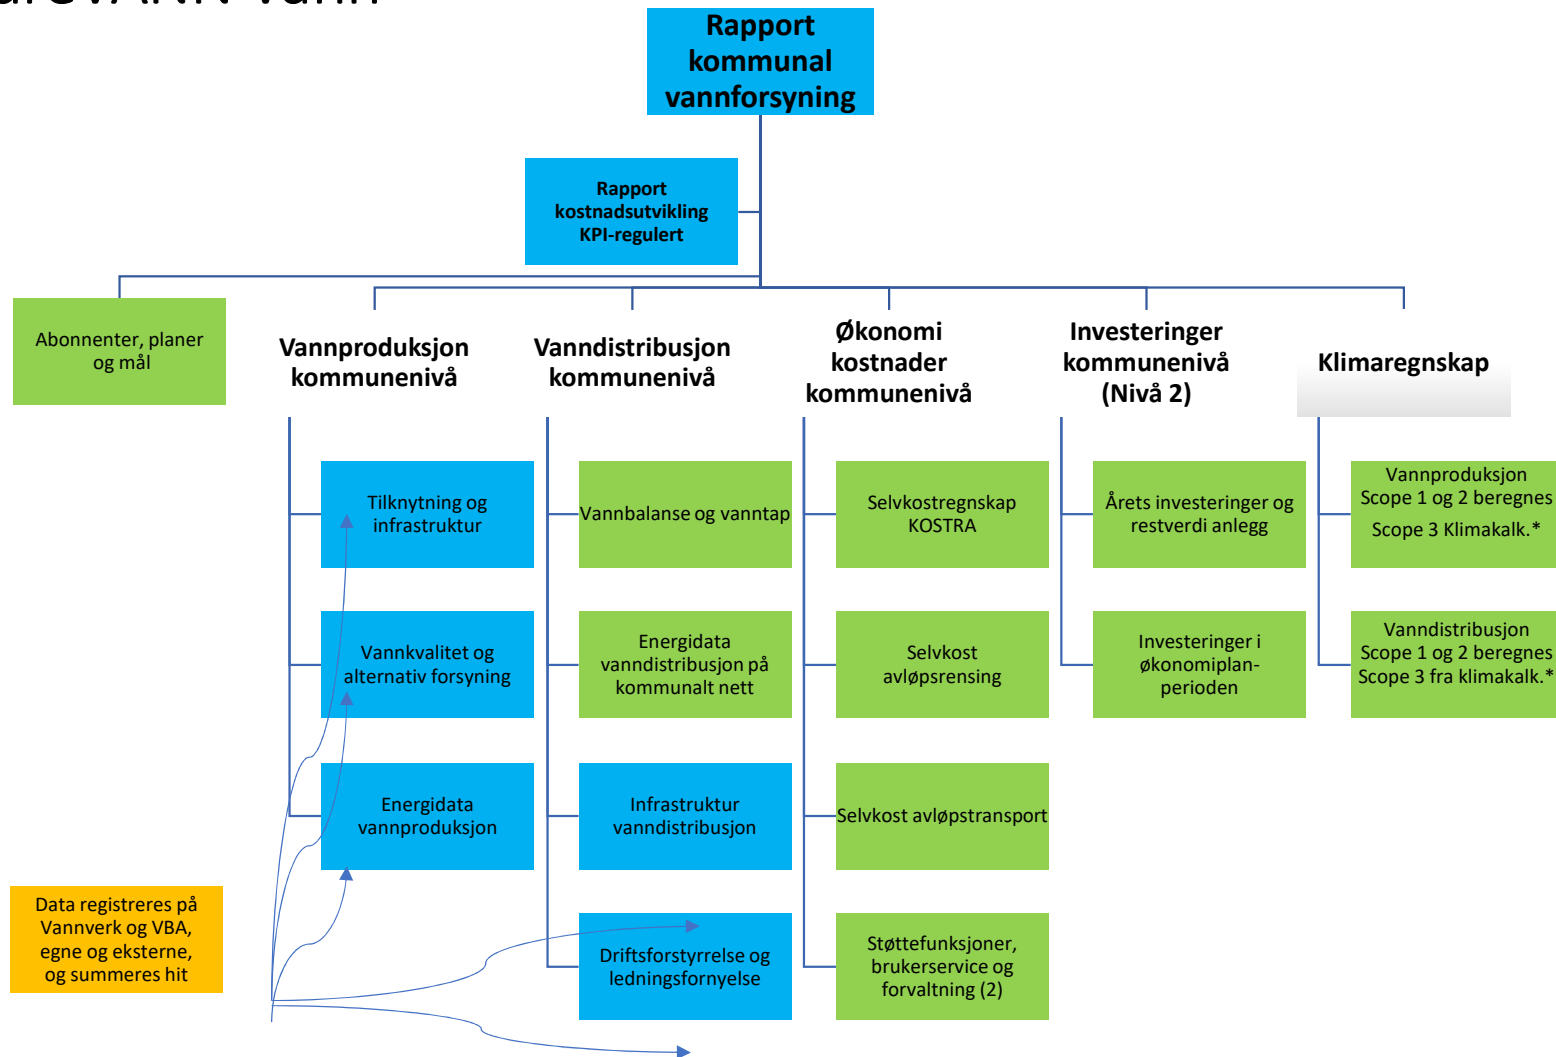 Rapport
kommunal
vannforsyning
Rapport
kostnadsutvikling
KPI-regulert
Abonnenter, planer
og mål
Vannproduksjon
kommunenivå
Vanndistribusjon
kommunenivå
Økonomi
kostnader
kommunenivå
Investeringer
kommunenivå
(Nivå 2)
Klimaregnskap
Tilknytning og
infrastruktur
Vannkvalitet og
alternativ forsyning
Energidata
vannproduksjon
Vannbalanse og vanntap
Energidata
vanndistribusjon på
kommunalt nett
Infrastruktur
vanndistribusjon
Driftsforstyrrelse og
ledningsfornyelse
Selvkostregnskap
KOSTRA
Selvkost
avløpsrensing
Selvkost avløpstransport
Støttefunksjoner,
brukerservice og
forvaltning (2)
Årets investeringer og
restverdi anlegg
Investeringer i
økonomiplan-
perioden
Vannproduksjon
Scope 1 og 2 beregnes
Scope 3 Klimakalk.*
Vanndistribusjon
Scope 1 og 2 beregnes
Scope 3 fra klimakalk.*
Data registreres på
Vannverk og VBA,
egne og eksterne,
og summeres hit